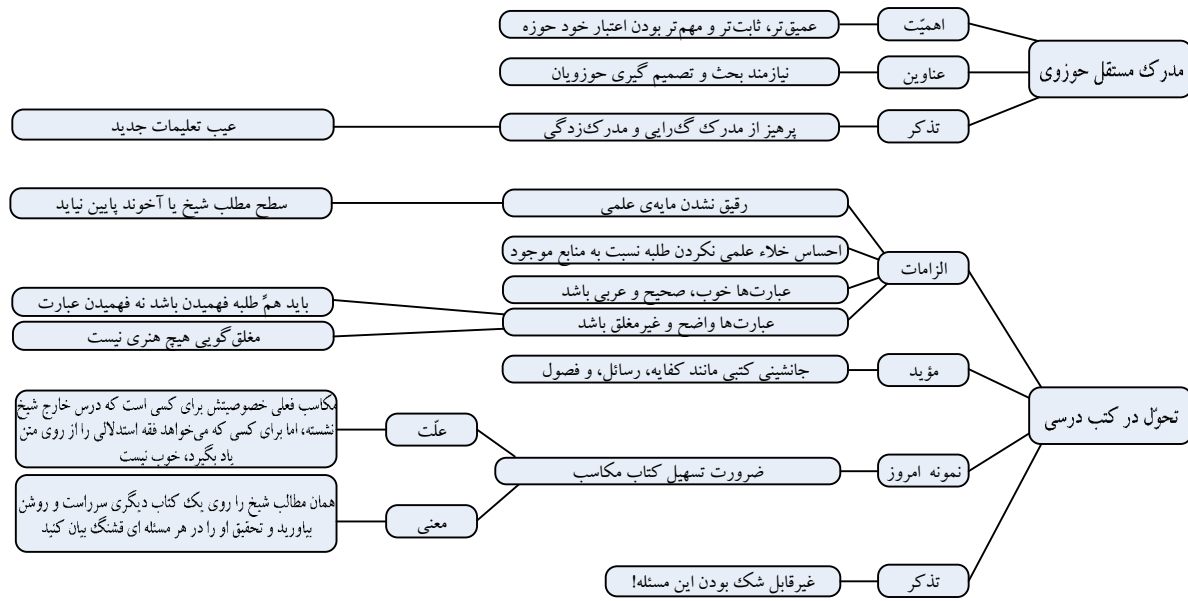 مدرک مستقل حوزوی
اهمیّت
عمیق‌تر، ثابت‌تر و مهم‌تر بودن اعتبار خود حوزه
عناوین
نیازمند بحث و تصمیم گیری حوزویان
تذکر
پرهیز از مدرک گرایی و مدرک‌زدگی
عیب تعلیمات جدید
تحوّل در کتب درسی
الزامات
رقیق نشدن مایه‌ی علمی
سطح مطلب شیخ یا آخوند پایین نیاید
احساس خلاء علمی نکردن طلبه نسبت به منابع موجود
عبارت‌ها خوب، صحیح و عربی باشد
عبارت‌ها واضح و غیرمغلق باشد
باید همِّ طلبه فهمیدن باشد نه فهمیدن عبارت
مغلق‌گویی هیچ هنری نیست
مؤید
جانشینی کتبی مانند کفایه، رسائل، و فصول
نمونه امروز
ضرورت تسهیل کتاب مکاسب
علّت
مکاسب فعلی خصوصیتش برای کسی است که درس خارج شیخ
نشسته، اما برای کسی که می‌خواهد فقه استدلالی را از روی متن
یاد بگیرد، خوب نیست
معنی
همان مطالب شیخ را روی یک کتاب دیگری سرراست و روشن
بیاورید و تحقیق او را در هر مسئله ای قشنگ بیان کنید
تذکر
غیرقابل شک بودن این مسئله!